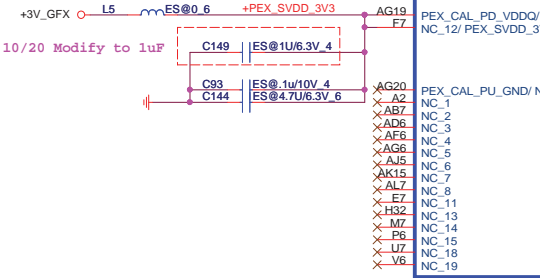 +3V_GFX L5 ES@0_6 +PEX_SVDD_3V3 AG19 PEX_CAL_PD_VDDQ/
F7 NC_12/ PEX_SVDD_3
10/20 Modify to 1uF
C149 ES@1U/6.3V_4
C93 ES@.1u/10V_4
C144 ES@4.7U/6.3V_6
AG20 PEX_CAL_PU_GND/
A2 NC_1
AB7 NC_2
AD6 NC_3
AF6 NC_4
AG6 NC_5
AJ5 NC_6
AK15 NC_7
AL7 NC_8
E7 NC_11
H32 NC_13
M7 NC_14
P6 NC_15
U7 NC_18
V6 NC_19